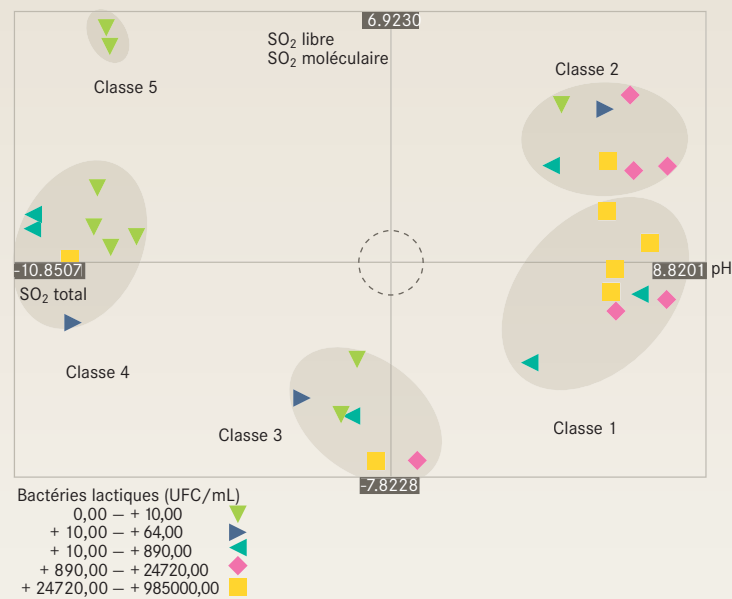 6.9230
SO₂ libre
SO₂ moléculaire
Classe 2
Classe 5
-10.8507
8.8201 pH
SO₂ total
Classe 4
Classe 3
Classe 1
-7.8228
Bactéries lactiques (UFC/mL)
0,00 — + 10,00
+ 10,00 — + 64,00
+ 10,00 — + 890,00
+ 890,00 — + 24720,00
+ 24720,00 — + 985000,00